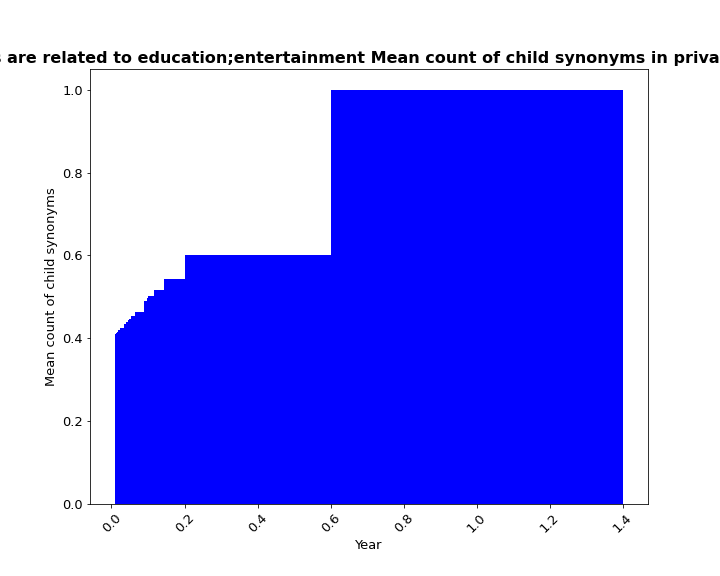 are related to education;entertainment Mean count of child synonyms in
Mean count of child synonyms
1.0
0.8
0.6
0.4
0.2
0.0
0.0 0.2 0.4 0.6 0.8 1.0 1.2 1.4
Year